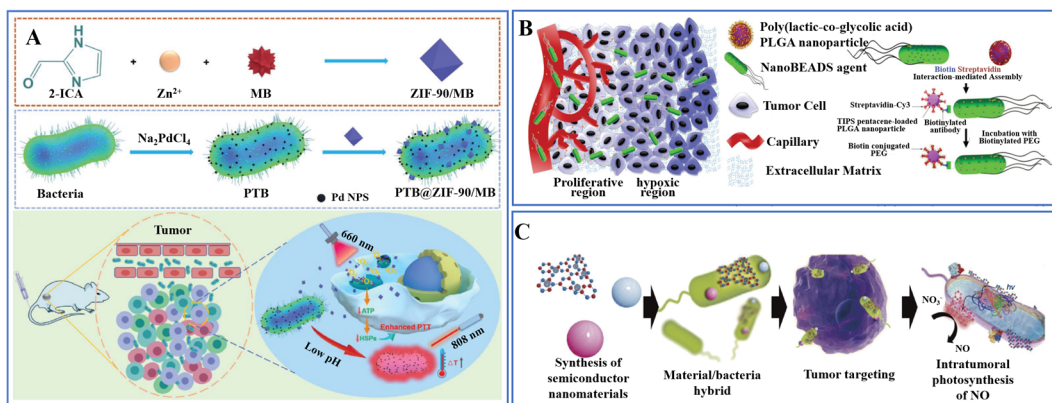 A
H
N
N
O
2-ICA
+
Zn²⁺
+
MB
ZIF-90/MB
Bacteria
Na₂PdCl₄
PTB
Pd NPS
PTB@ZIF-90/MB
Tumor
660 nm
¹O₂
ATP
HSPs
Enhanced PTT
808 nm
Low pH
△T↑
B
Proliferative
region
hypoxic
region
Poly(lactic-co-glycolic acid)
PLGA nanoparticle
NanoBEADS agent
Tumor Cell
Capillary
Extracellular Matrix
Biotin Streptavidin
Interaction-mediated Assembly
Streptavidin-Cy3
TIPS pentacene-loaded
PLGA nanoparticle
Biotinylated
antibody
Biotin conjugated
PEG
Incubation with
Biotinylated PEG
C
Synthesis of
semiconductor
nanomaterials
Material/bacteria
hybrid
Tumor targeting
hν
NO₃⁻
NO
Intratumoral
photosynthesis
of NO